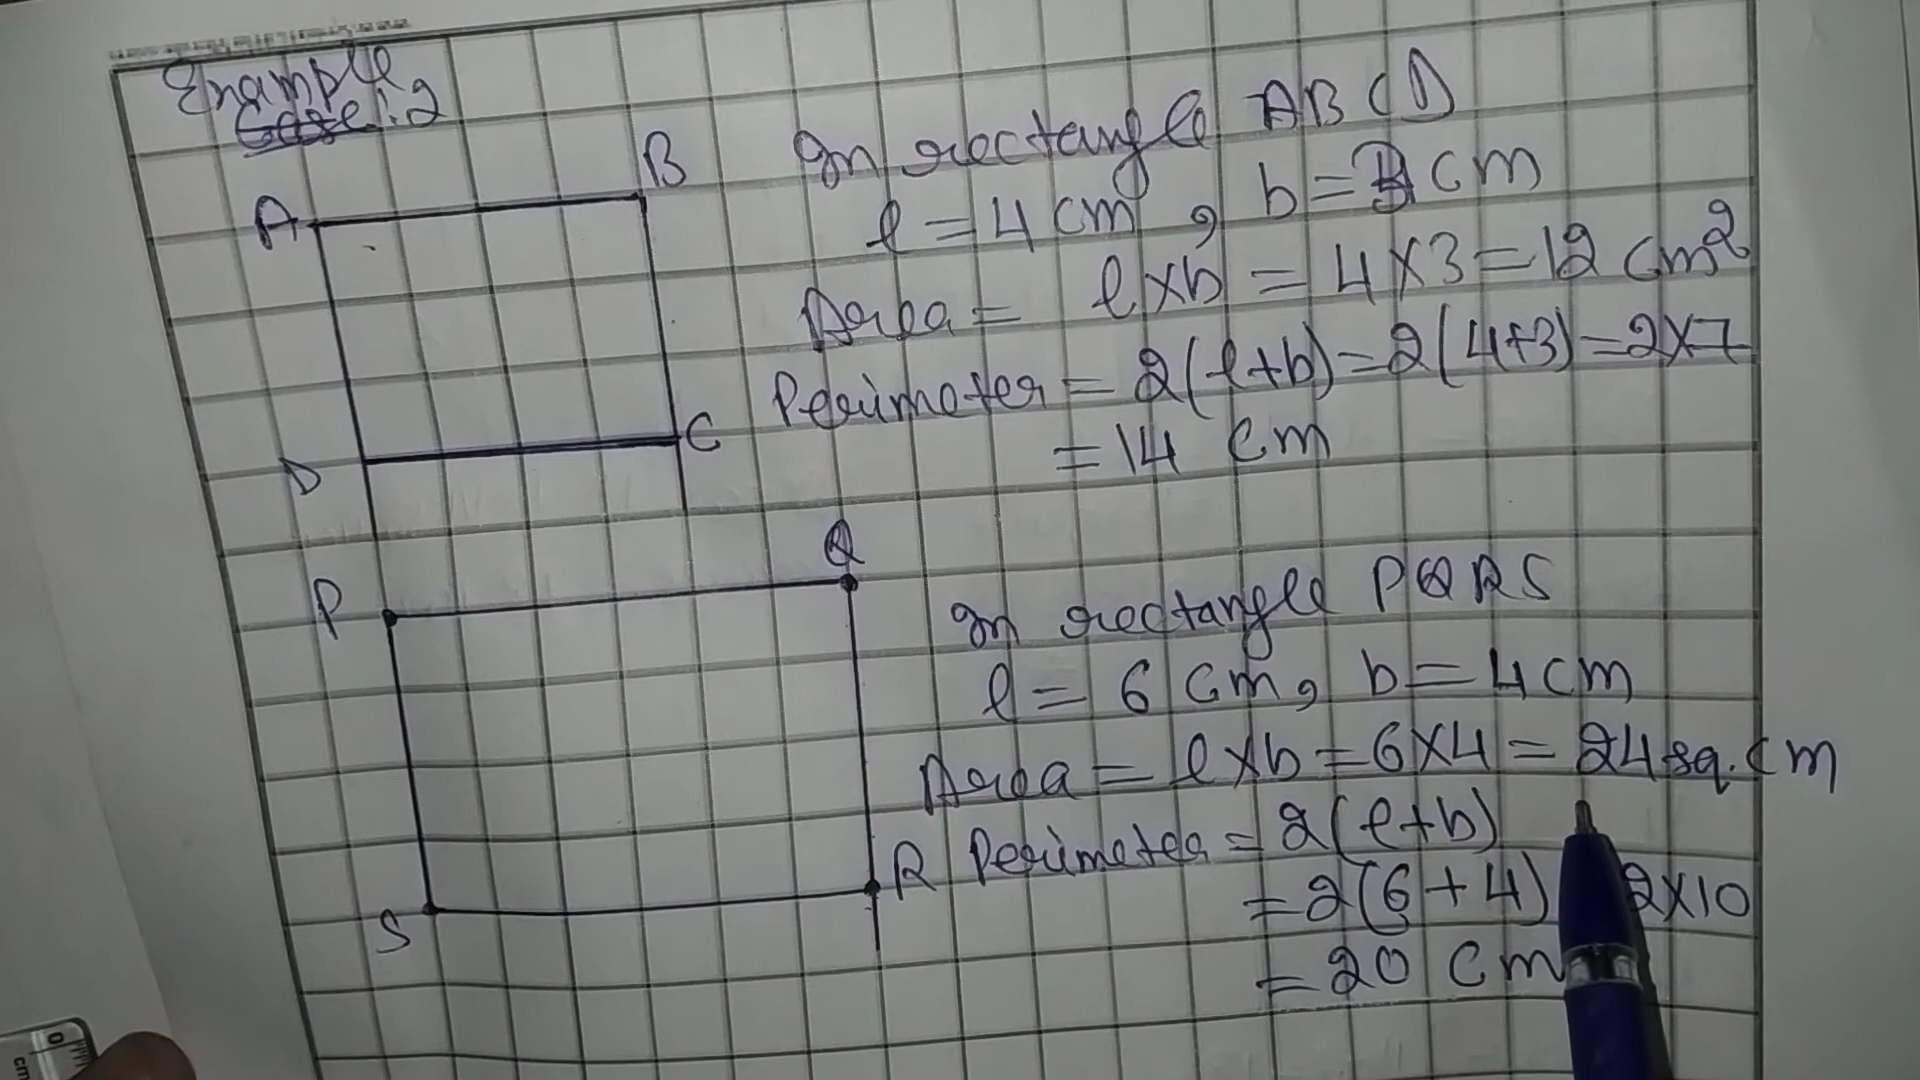 Example
Case:2
A
B
C
D
In rectangle ABCD
l = 4 cm, b = 3 cm
Area = l×b = 4×3 = 12 cm²
Perimeter = 2(l+b) = 2(4+3) = 2×7
= 14 cm
P
Q
R
S
In rectangle PQRS
l = 6 cm, b = 4 cm
Area = l×b = 6×4 = 24 sq. cm
Perimeter = 2(l+b)
= 2(6+4) 2×10
= 20 cm
0
cm